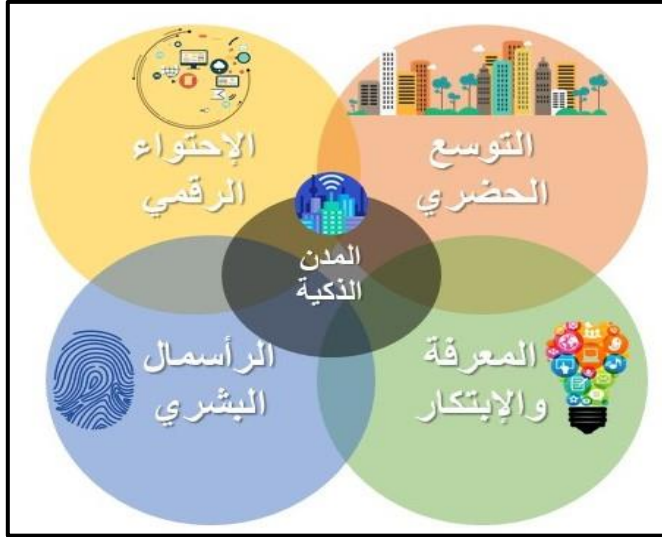 التوسع
الحضري
الإحتواء
الرقمي
المدن
الذكية
المعرفة
والإبتكار
الرأسمال
البشري